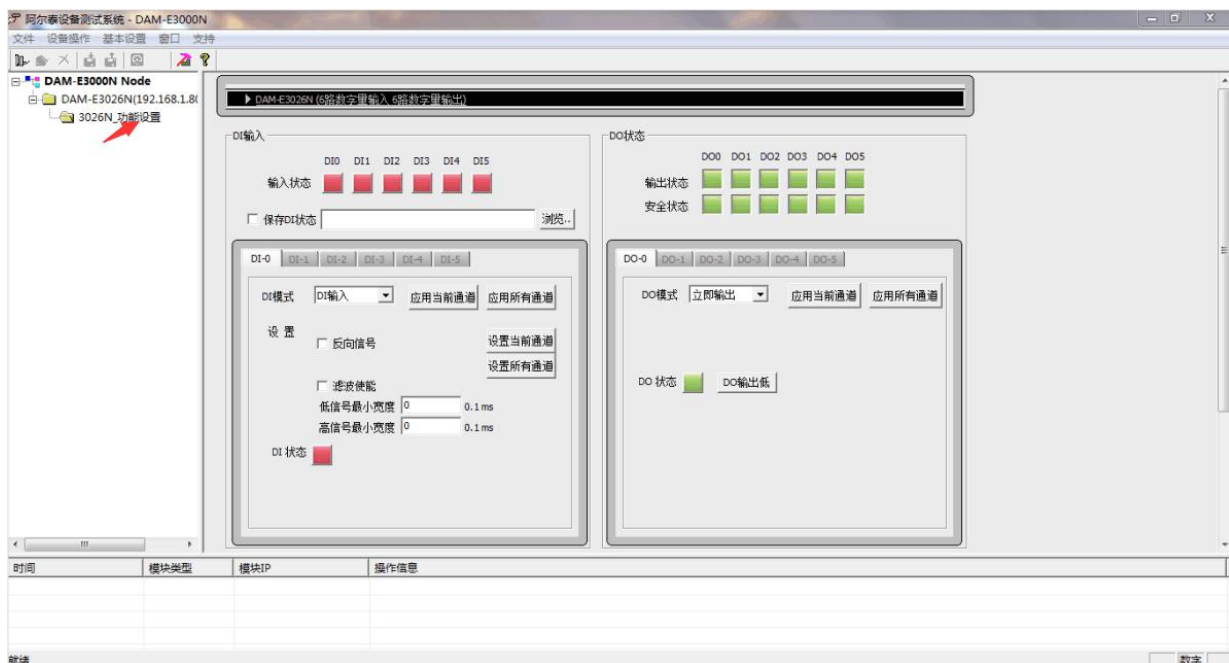 阿尔泰设备测试系统 - DAM-E3000N
文件 设备操作 基本设置 窗口 支持
DAM-E3000N Node
DAM-E3026N(192.168.1.8(
3026N_功能设置
DAM-E3026N (6路数字里输入 6路数字里输出)
DI输入
DI0 DI1 DI2 DI3 DI4 DI5
输入状态
保存DI状态 浏览..
DI-0 DI-1 DI-2 DI-3 DI-4 DI-5
DI模式 DI输入 应用当前通道 应用所有通道
设 置
反向信号 设置当前通道
设置所有通道
滤波使能
低信号最小宽度 0 0.1 ms
高信号最小宽度 0 0.1 ms
DI 状态
DO状态
DO0 DO1 DO2 DO3 DO4 DO5
输出状态
安全状态
DO-0 DO-1 DO-2 DO-3 DO-4 DO-5
DO模式 立即输出 应用当前通道 应用所有通道
DO 状态 DO输出低
时间 模块类型 模块IP 操作信息
就绪 数字